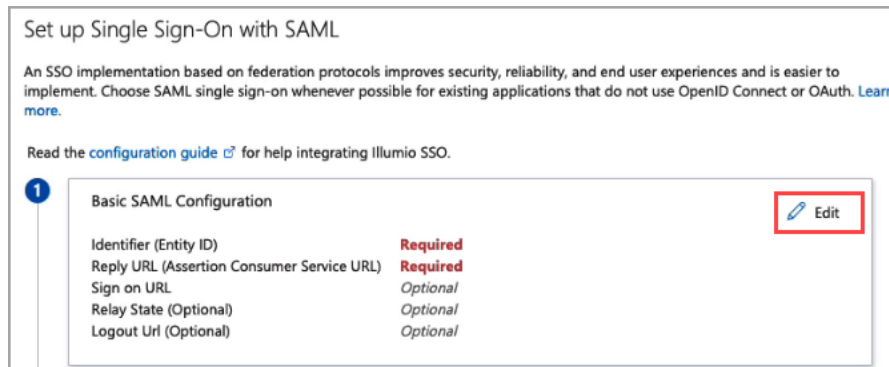 Set up Single Sign-On with SAML
An SSO implementation based on federation protocols improves security, reliability, and end user experiences and is easier to
implement. Choose SAML single sign-on whenever possible for existing applications that do not use OpenID Connect or OAuth. Learn
more.
Read the configuration guide for help integrating Illumio SSO.
1
Basic SAML Configuration
Edit
Identifier (Entity ID) Required
Reply URL (Assertion Consumer Service URL) Required
Sign on URL Optional
Relay State (Optional) Optional
Logout Url (Optional) Optional